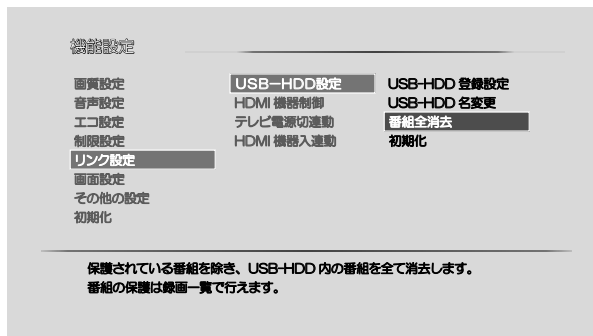 機能設定
画質設定
音声設定
エコ設定
制限設定
リンク設定
画面設定
その他の設定
初期化
USB-HDD設定
HDMI 機器制御
テレビ電源切連動
HDMI 機器入連動
USB-HDD 登録設定
USB-HDD 名変更
番組全消去
初期化
保護されている番組を除き、USB-HDD 内の番組を全て消去します。
番組の保護は録画一覧で行えます。